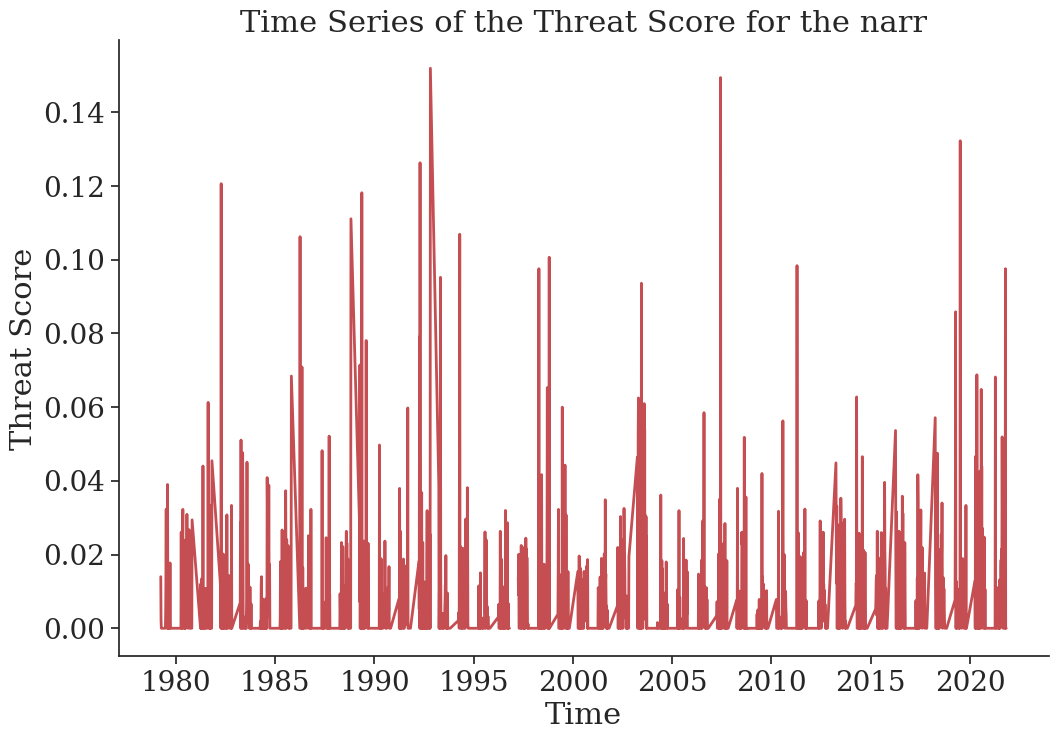 Time Series of the Threat Score for the narr
Threat Score
0.14
0.12
0.10
0.08
0.06
0.04
0.02
0.00
1980 1985 1990 1995 2000 2005 2010 2015 2020
Time